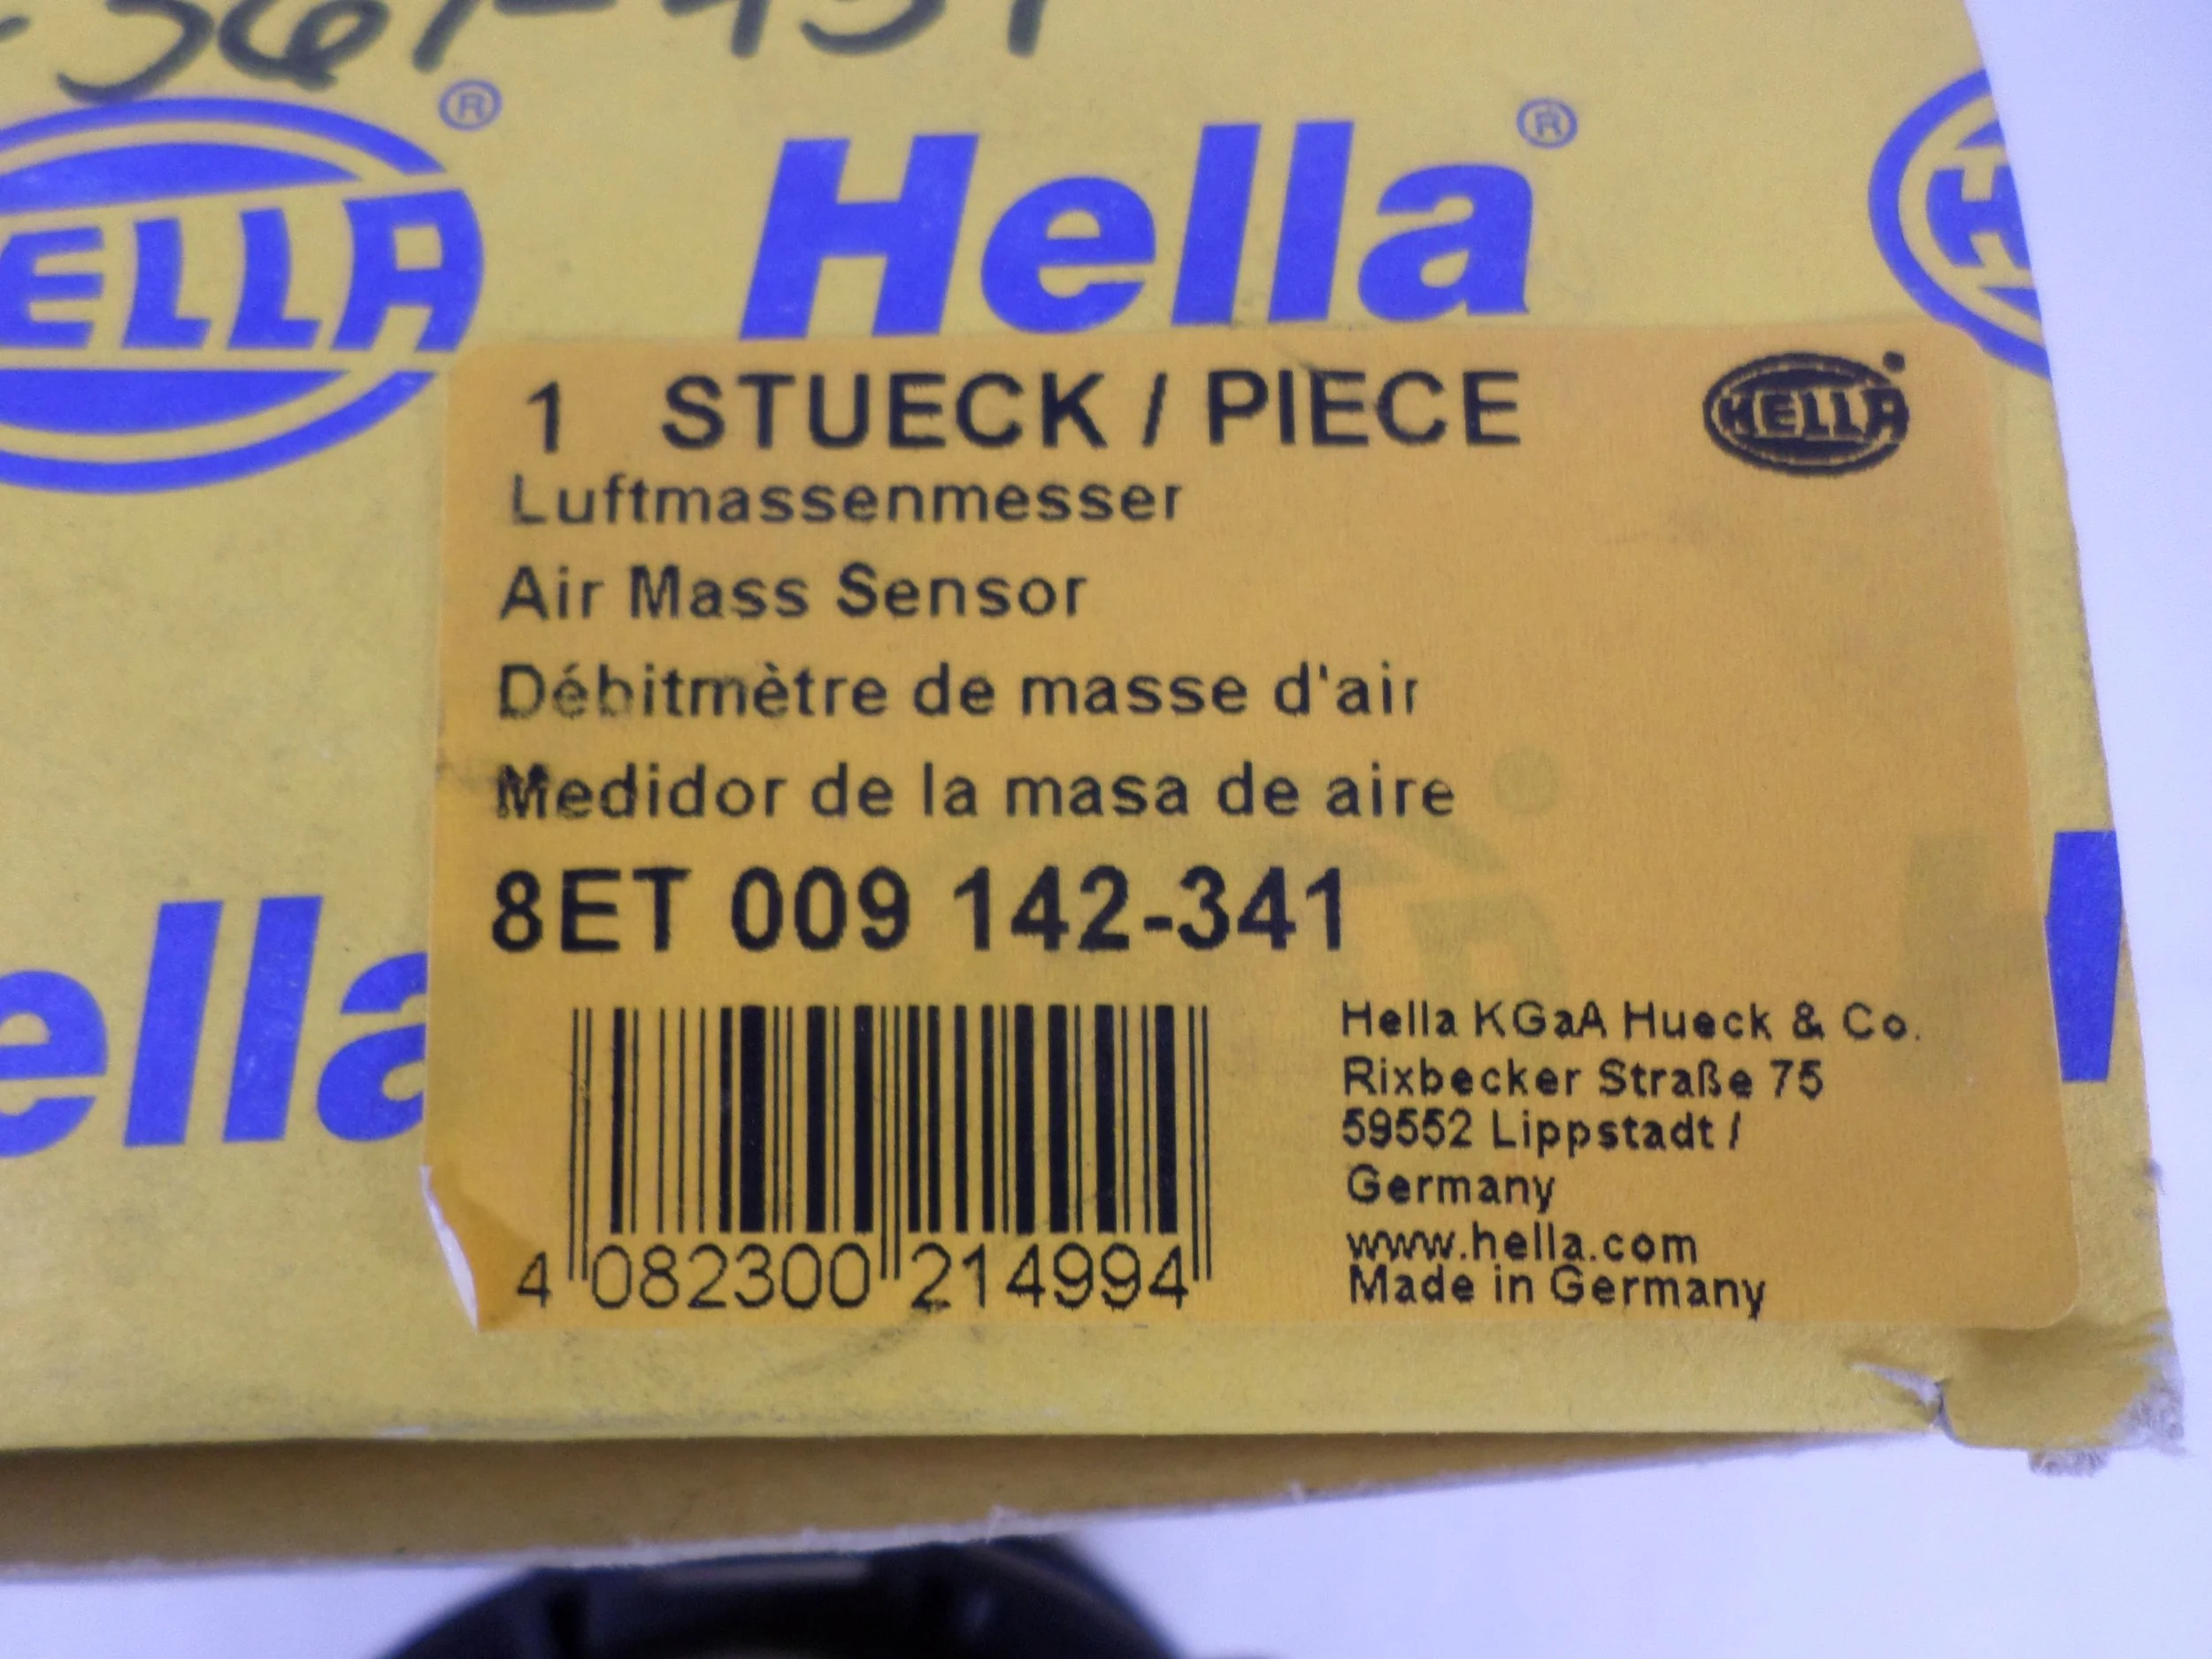 HELLA ®
Hella ®
1 STUECK / PIECE
HELLA
Luftmassenmesser
Air Mass Sensor
Débitmètre de masse d'air
Medidor de la masa de aire
8ET 009 142-341
Hella KGaA Hueck & Co.
Rixbecker Straße 75
59552 Lippstadt /
Germany
www.hella.com
Made in Germany
4 082300 214994
ella